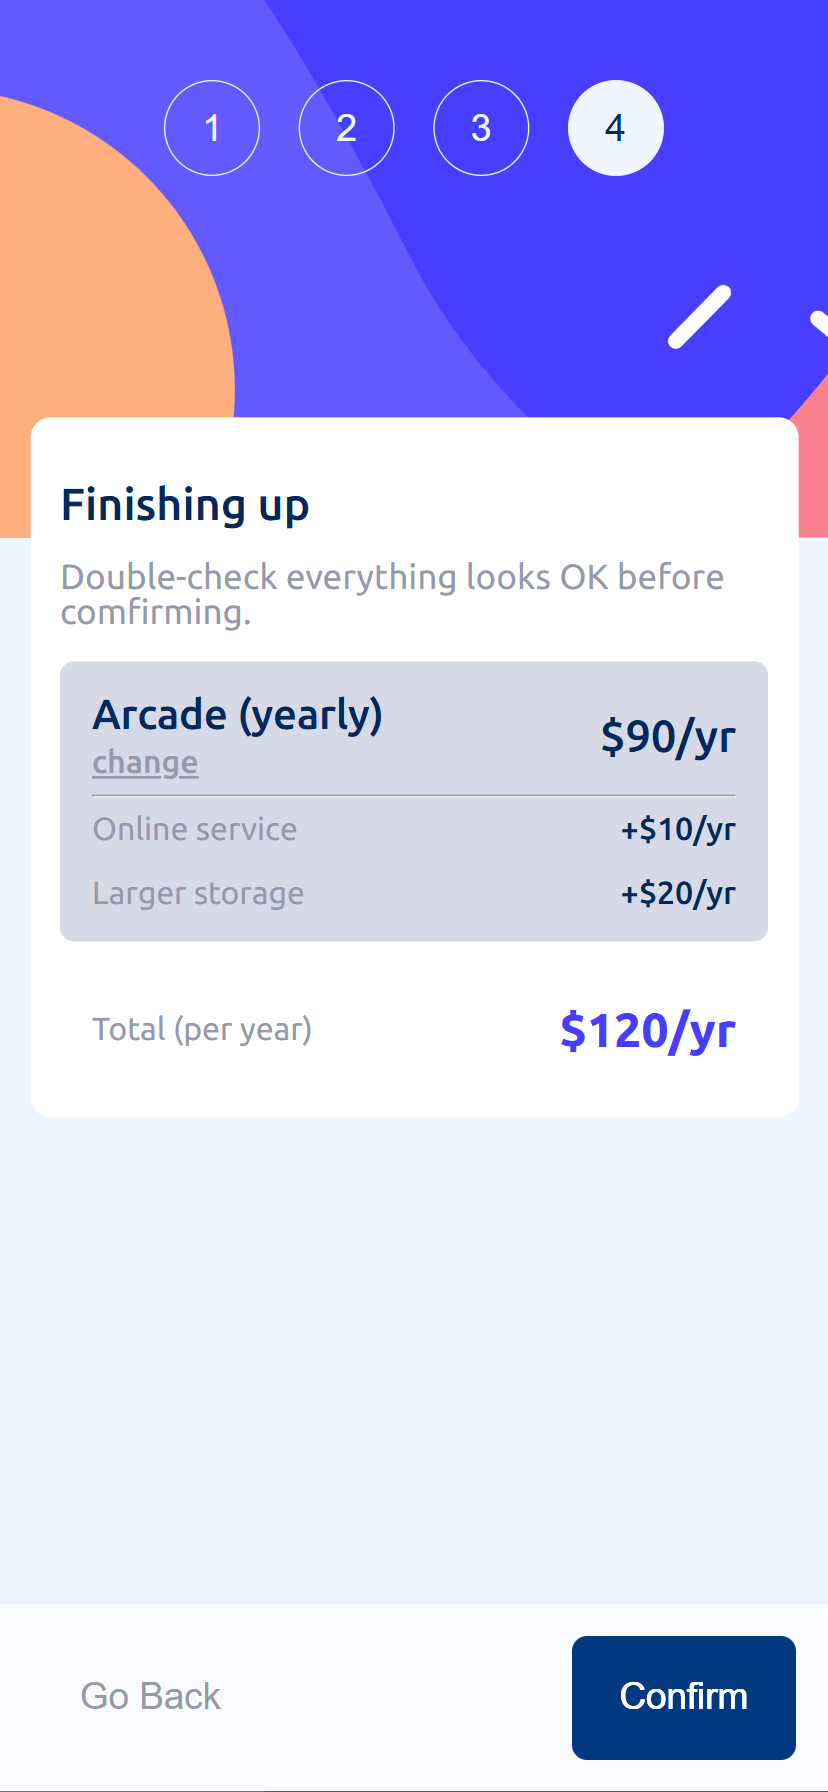 1 2 3 4
Finishing up
Double-check everything looks OK before
comfirming.
Arcade (yearly)
$90/yr
change
Online service +$10/yr
Larger storage +$20/yr
Total (per year) $120/yr
Go Back Confirm